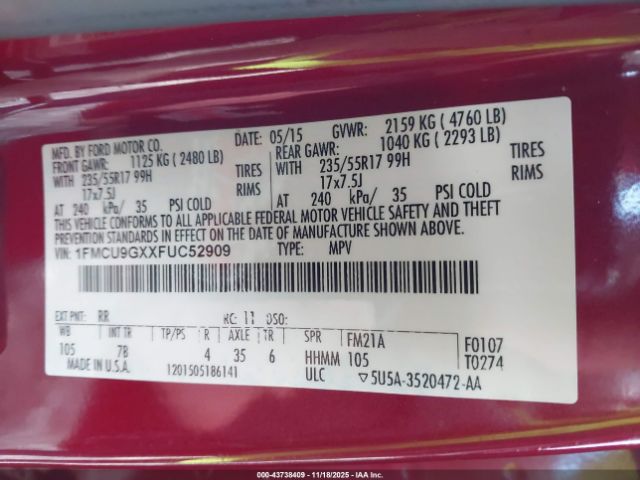 MFD. BY FORD MOTOR CO.
DATE: 05/15 GVWR: 2159 KG (4760 LB)
FRONT GAWR: 1125 KG (2480 LB) REAR GAWR: 1040 KG (2293 LB)
WITH 235/55R17 99H TIRES WITH 235/55R17 99H TIRES
17x7.5J RIMS 17x7.5J RIMS
AT 240 kPa/ 35 PSI COLD AT 240 kPa/ 35 PSI COLD
THIS VEHICLE CONFORMS TO ALL APPLICABLE FEDERAL MOTOR VEHICLE SAFETY AND THEFT
PREVENTION STANDARDS IN EFFECT ON THE DATE OF MANUFACTURE SHOWN ABOVE.
VIN: 1FMCU9GXXFUC52909 TYPE: MPV
EXT PNT: RR RC: 11 DSO:
WB INT TR TP/PS R AXLE TR SPR FM21A F0107
105 7B 4 35 6 HHMM 105 T0274
MADE IN U.S.A. 1201505186141 ULC ▽5U5A-3520472-AA
000-43738409 - 11/18/2025 - IAA, Inc.